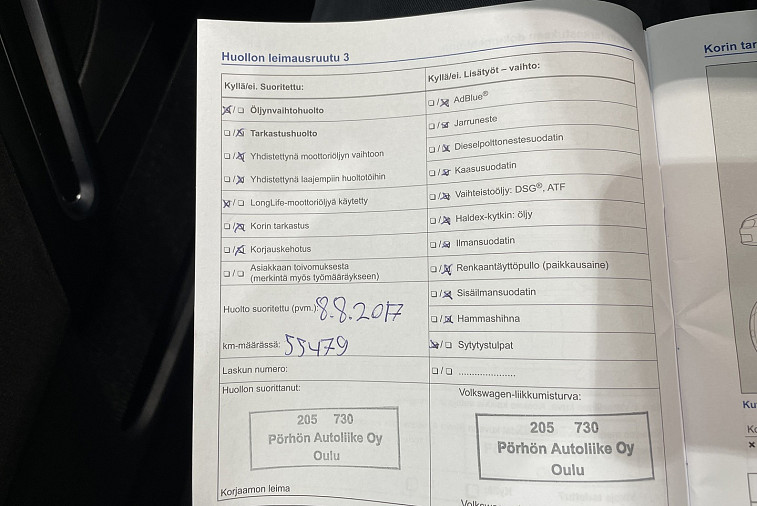 Huollon leimausruutu 3
Kyllä/ei. Suoritettu:
Öljynvaihtohuolto
Tarkastushuolto
Yhdistettynä moottoriöljyn vaihtoon
Yhdistettynä laajempiin huoltotöihin
LongLife-moottoriöljyä käytetty
Korin tarkastus
Korjauskehotus
Asiakkaan toivomuksesta
(merkintä myös työmääräykseen)
Huolto suoritettu (pvm.): 8.8.2017
km-määrässä: 55479
Laskun numero:
Huollon suorittanut:
205 730
Pörhön Autoliike Oy
Oulu
Korjaamon leima
Kyllä/ei. Lisätyöt – vaihto:
AdBlue®
Jarruneste
Dieselpolttonestesuodatin
Kaasusuodatin
Vaihteistoöljy: DSG®, ATF
Haldex-kytkin: öljy
Ilmansuodatin
Renkaantäyttöpullo (paikkausaine)
Sisäilmansuodatin
Hammashihna
Sytytystulpat
Volkswagen-liikkumisturva:
205 730
Pörhön Autoliike Oy
Oulu
Korin tar
Ku